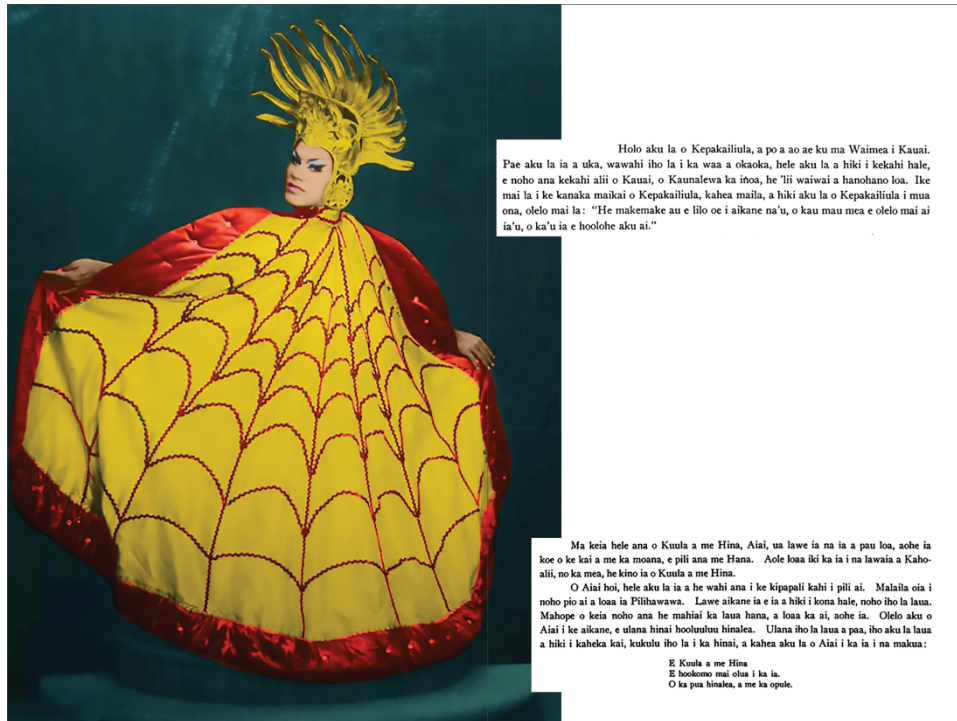 Holo aku la o Kepakailiula, a po a ao ae ku ma Waimea i Kauai.
Pae aku la ia a uka, wawahi iho la i ka waa a okaoka, hele aku la a hiki i kekahi hale,
e noho ana kekahi alii o Kauai, o Kaunalewa ka inoa, he 'lii waiwai a hanohano loa. Ike
mai la i ke kanaka maikai o Kepakailiula, kahea maila, a hiki aku la o Kepakailiula i mua
ona, olelo mai la: "He makemake au e lilo oe i aikane na'u, o kau mau mea e olelo mai ai
ia'u, o ka'u ia e hoolohe aku ai."
Ma keia hele ana o Kuula a me Hina, Aiai, ua lawe ia na ia a pau loa, aohe ia
koe o ke kai a me ka moana, e pili ana me Hana. Aole loaa iki ka ia i na lawaia a Kaho-
alii, no ka mea, he kino ia o Kuula a me Hina.
O Aiai hoi, hele aku la ia a he wahi ana i ke kipapali kahi i pili ai. Malaila oia i
noho pio ai a loaa ia Pilihawawa. Lawe aikane ia e ia a hiki i kona hale, noho iho la laua.
Mahope o keia noho ana he mahiai ka laua hana, a loaa ka ai, aohe ia. Olelo aku o
Aiai i ke aikane, e ulana hinai hooluuluu hinalea. Ulana iho la laua a paa, iho aku la laua
a hiki i kaheka kai, kukulu iho la i ka hinai, a kahea aku la o Aiai i ka ia i na makua:
E Kuula a me Hina
E hookomo mai olua i ka ia.
O ka pua hinalea, a me ka opule.